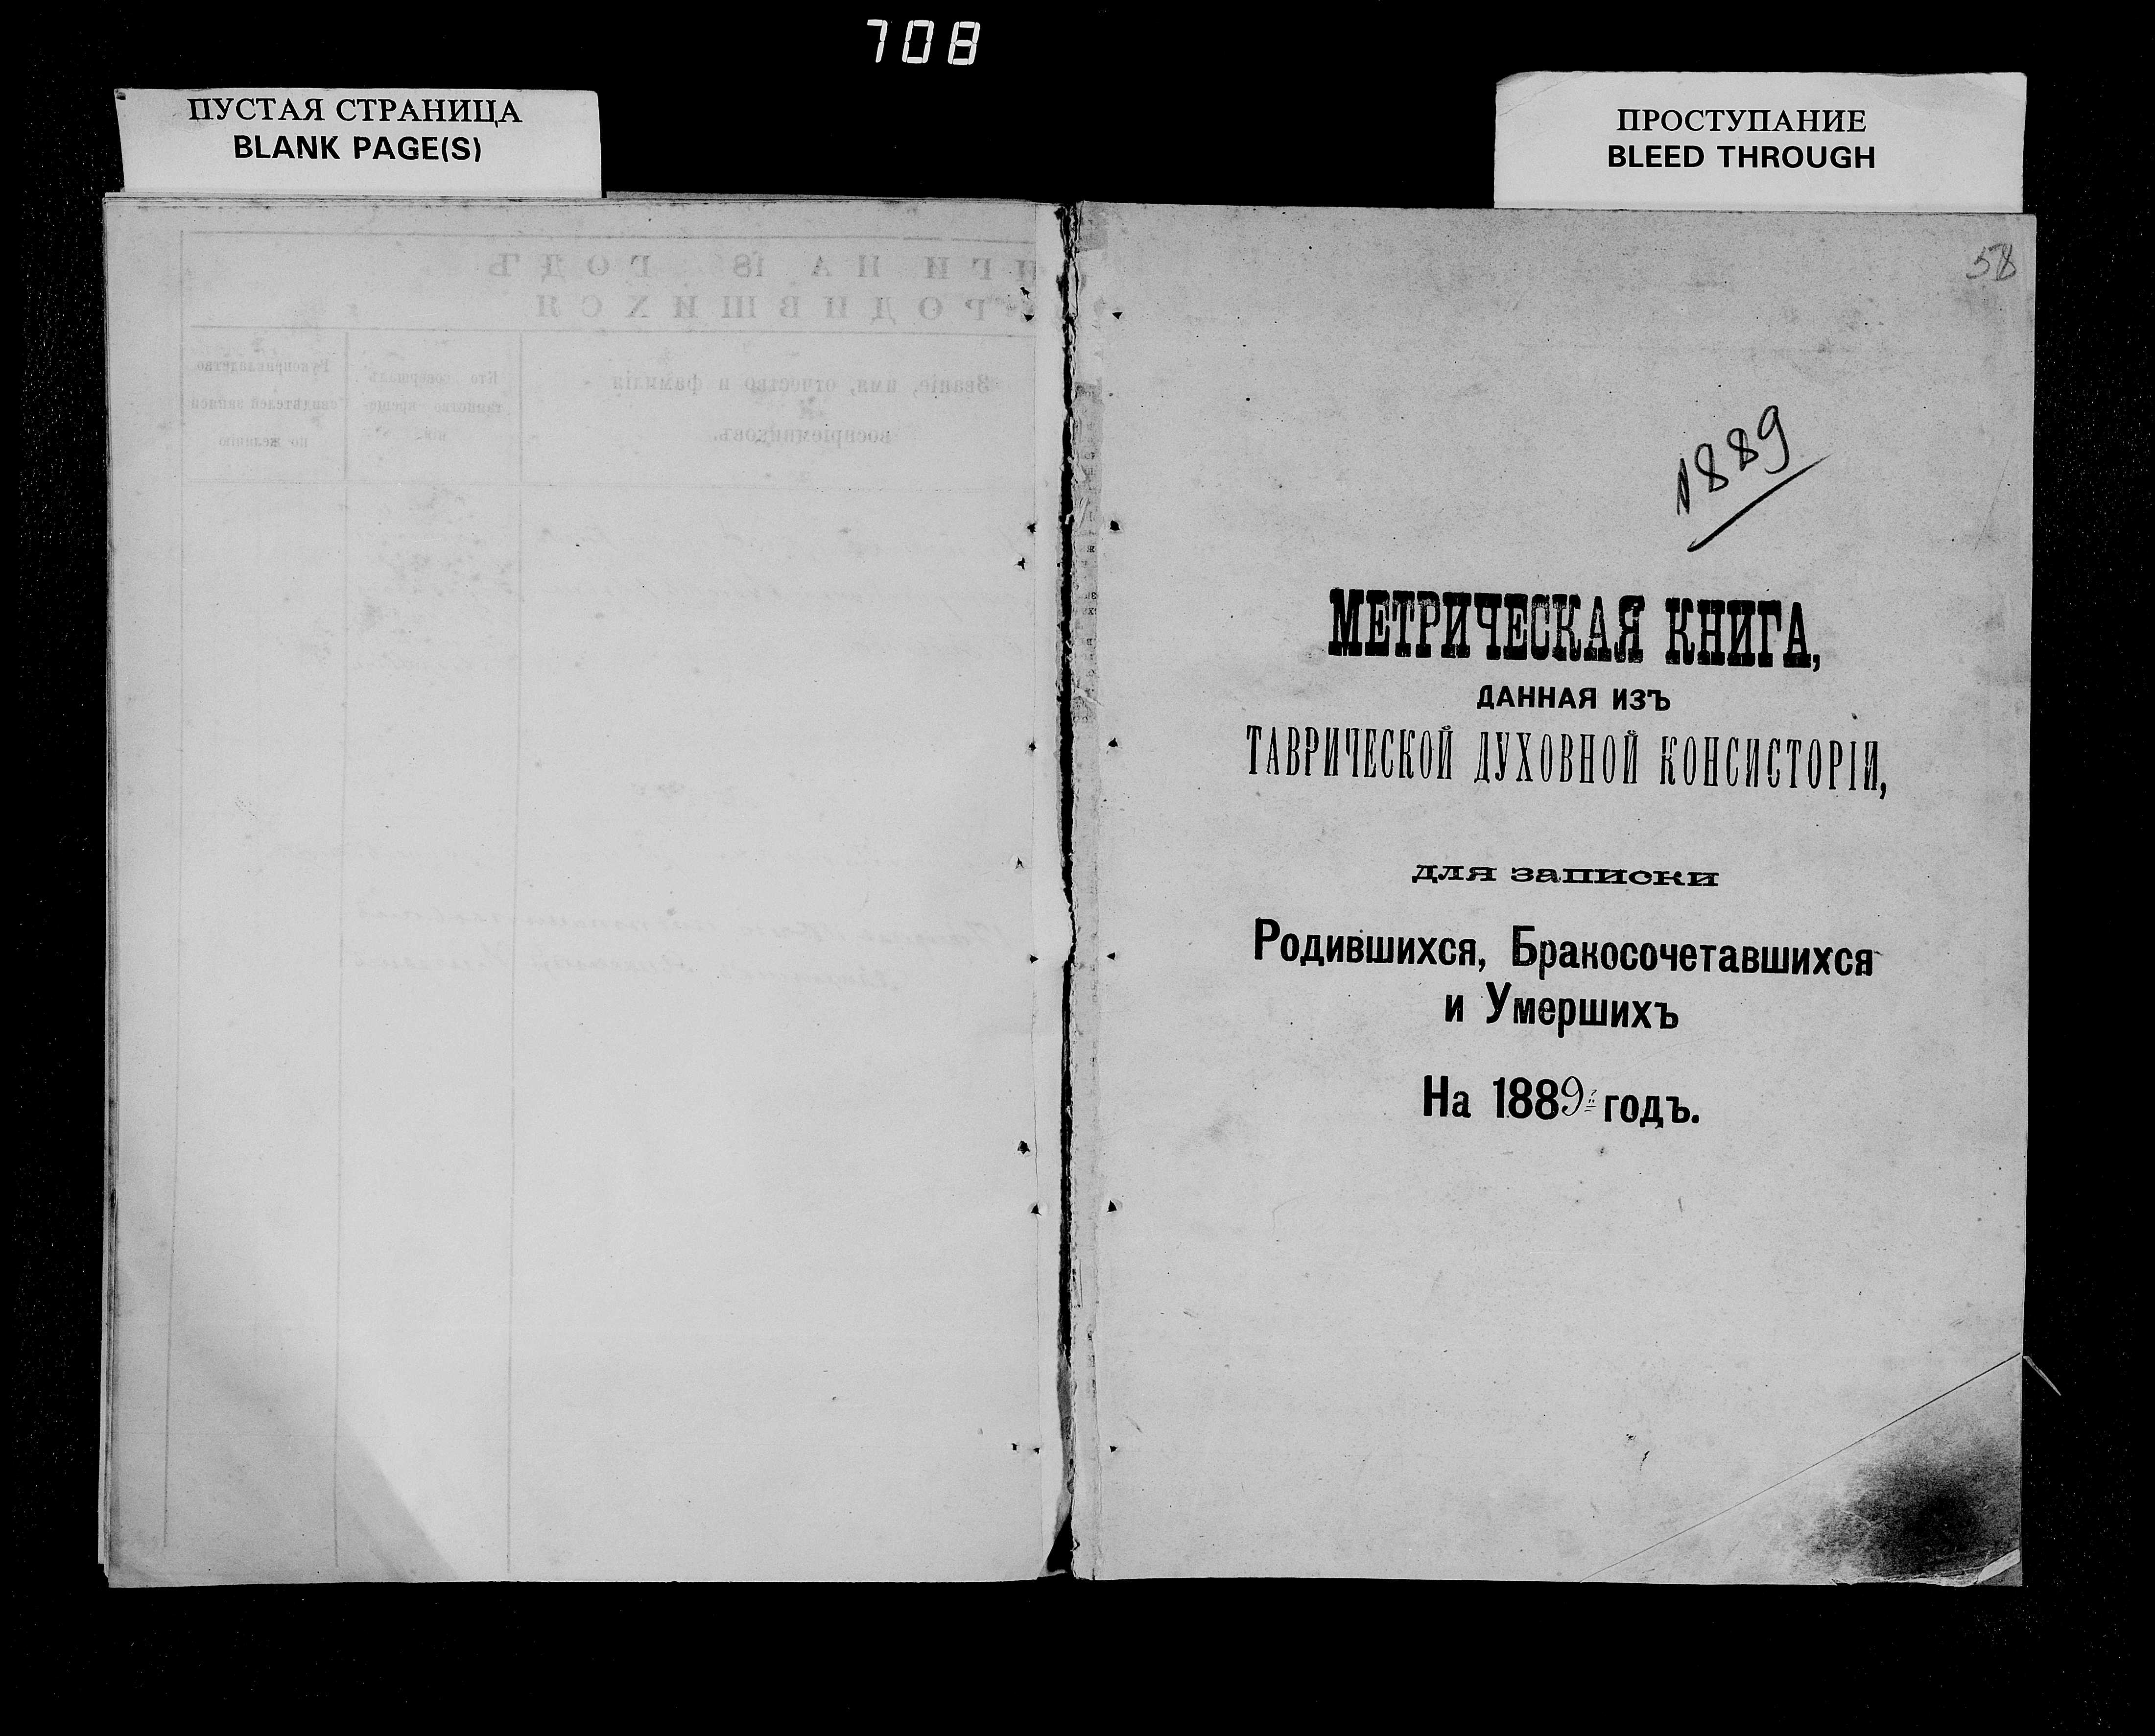 708
ПУСТАЯ СТРАНИЦА
BLANK PAGE(S)
ПРОСТУПАНИЕ
BLEED THROUGH
58
1889
МЕТРИЧЕСКАЯ КНИГА,
ДАННАЯ ИЗЪ
ТАВРИЧЕСКОЙ ДУХОВНОЙ КОНСИСТОРІИ,
для записки
Родившихся, Бракосочетавшихся
и Умершихъ
На 1889й годъ.